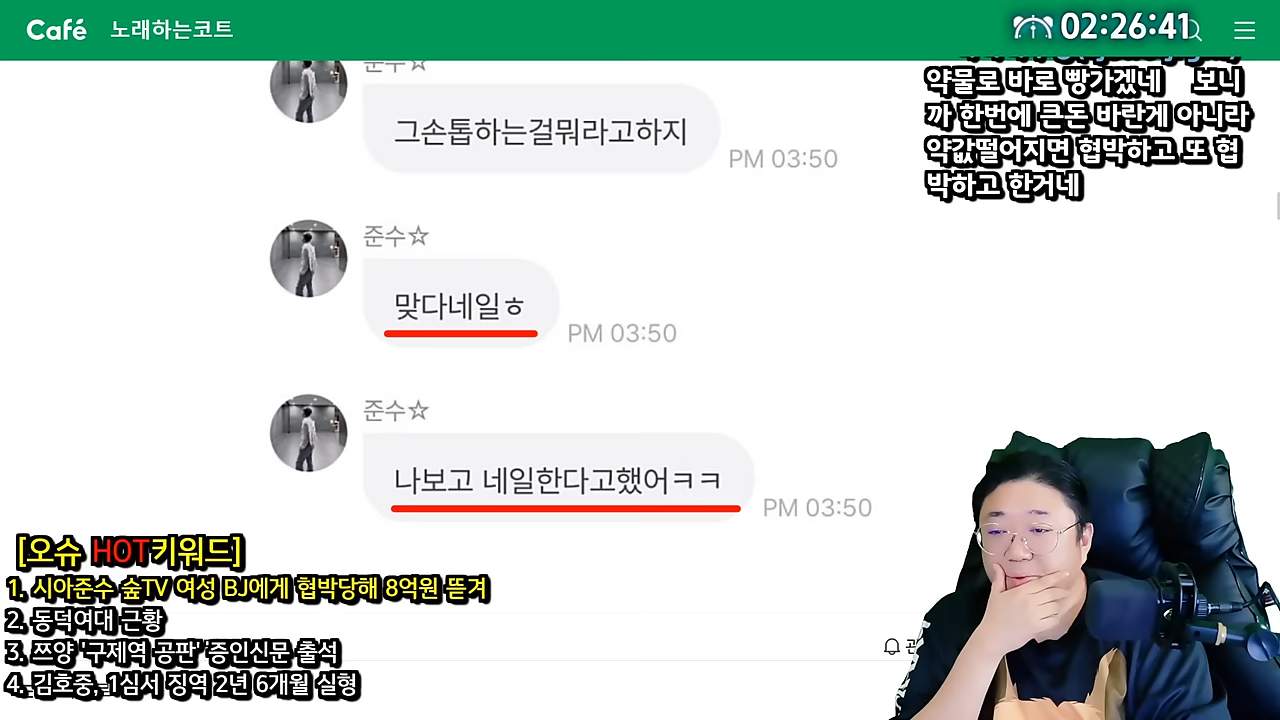 Café 노래하는코트
02:26:41
준수☆
그손톱하는걸뭐라고하지
PM 03:50
준수☆
맞다네일ㅎ
PM 03:50
준수☆
나보고 네일한다고했어ㅋㅋ
PM 03:50
약물로 바로 빵가겠네 보니
까 한번에 큰돈 바란게 아니라
약값떨어지면 협박하고 또 협
박하고 한거네
[오슈 HOT키워드]
1. 시아준수 숲TV 여성 BJ에게 협박당해 8억원 뜯겨
2. 동덕여대 근황
3. 쯔양 '구제역 공판' 증인신문 출석
4. 김호중, 1심서 징역 2년 6개월 실형